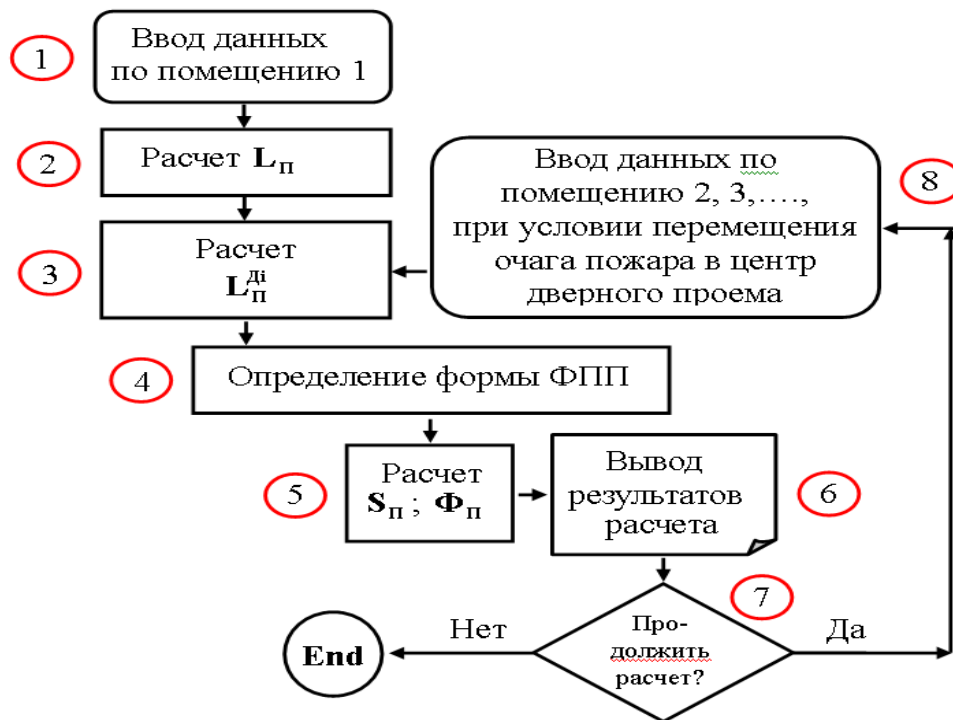 1
Ввод данных
по помещению 1
2
Расчет Lп
3
Расчет
Lп^Ді
Ввод данных по
помещению 2, 3,....,
при условии перемещения
очага пожара в центр
дверного проема
8
4
Определение формы ФПП
5
Расчет
Sп ; Фп
Вывод
результатов
расчета
6
7
Про-
должить
расчет?
Нет
Да
End